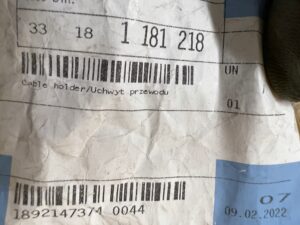 33 18 1 181 218
UN
Cable holder/Uchwyt przewodu
01
07
1892147374 0044
09.02.2022